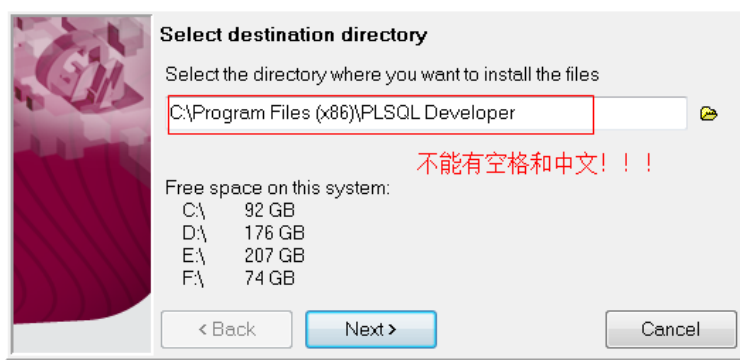 Select destination directory
Select the directory where you want to install the files
C:\Program Files (x86)\PLSQL Developer
不能有空格和中文！！！
Free space on this system:
C:\ 92 GB
D:\ 176 GB
E:\ 207 GB
F:\ 74 GB
< Back Next > Cancel